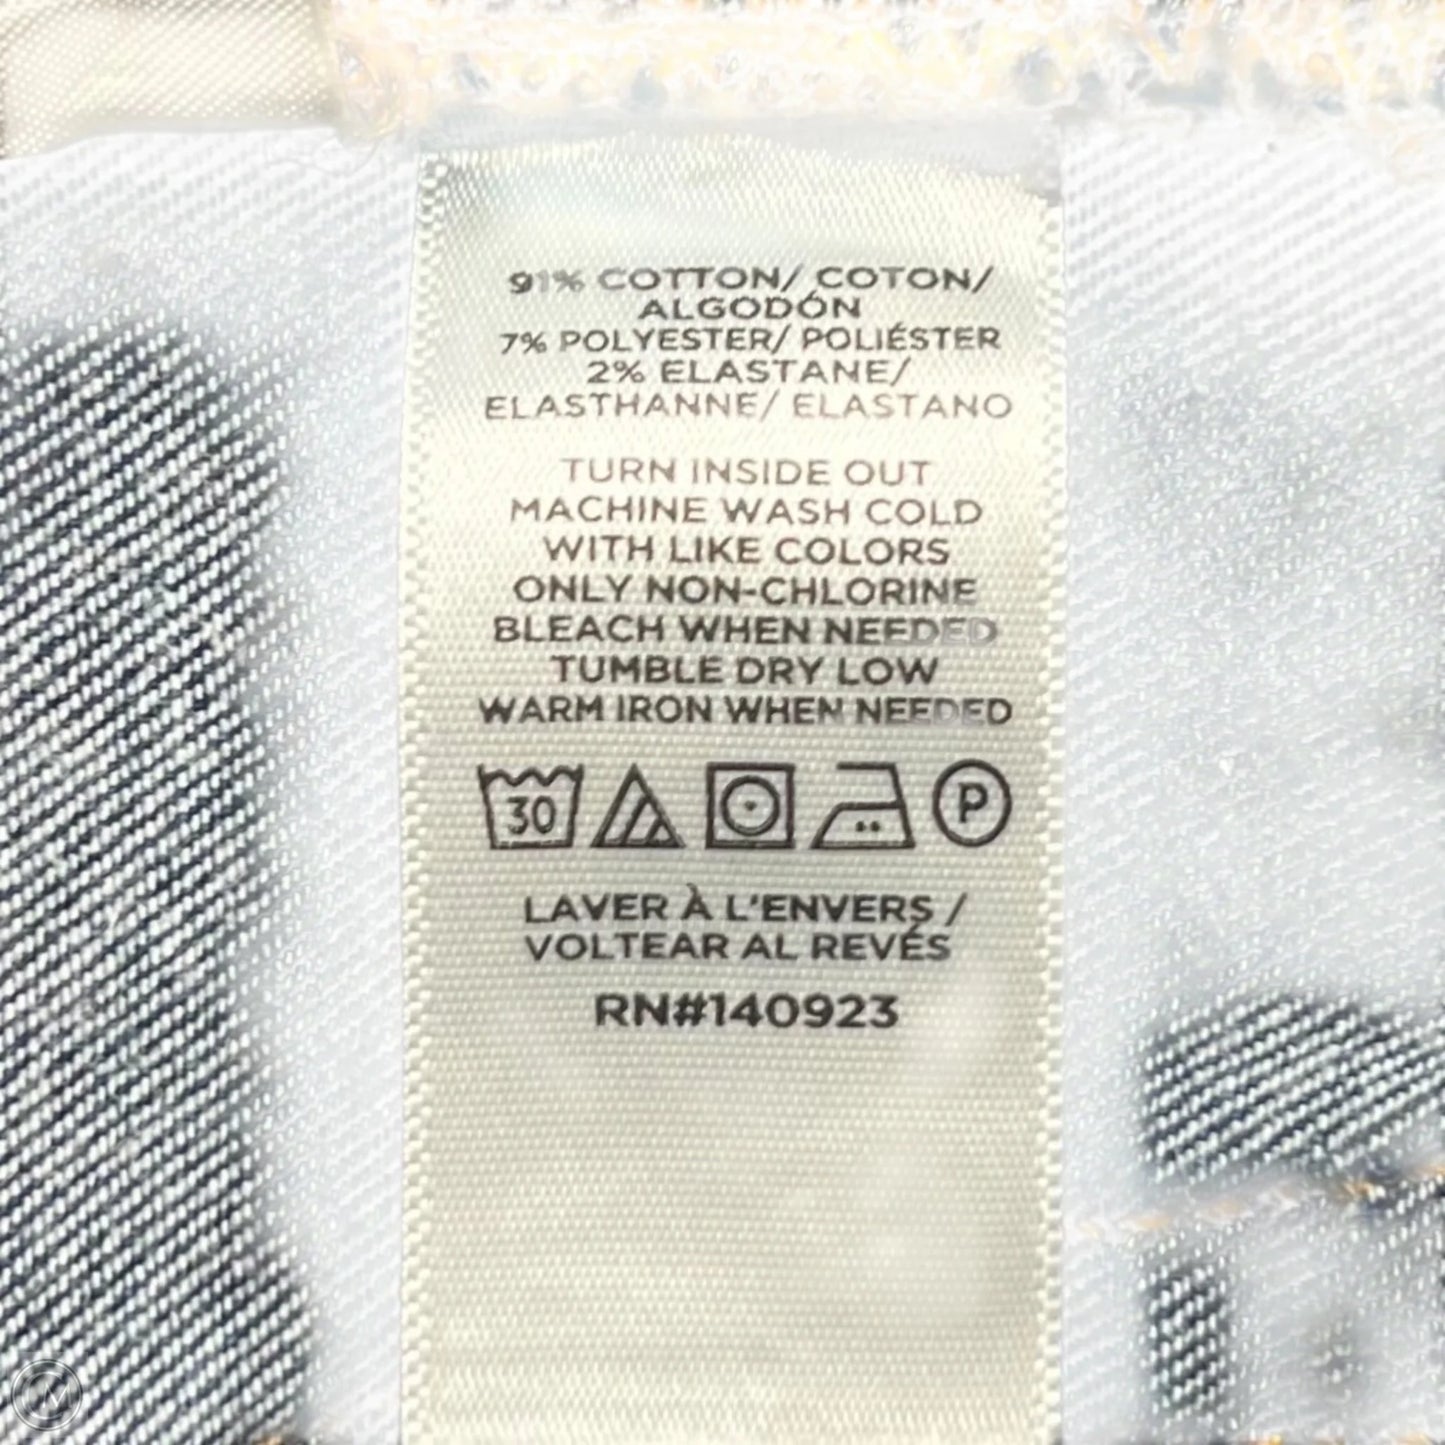 91% COTTON/ COTON/
ALGODÓN
7% POLYESTER/ POLIÉSTER
2% ELASTANE/
ELASTHANNE/ ELASTANO
TURN INSIDE OUT
MACHINE WASH COLD
WITH LIKE COLORS
ONLY NON-CHLORINE
BLEACH WHEN NEEDED
TUMBLE DRY LOW
WARM IRON WHEN NEEDED
30 P
LAVER À L'ENVERS /
VOLTEAR AL REVÉS
RN#140923